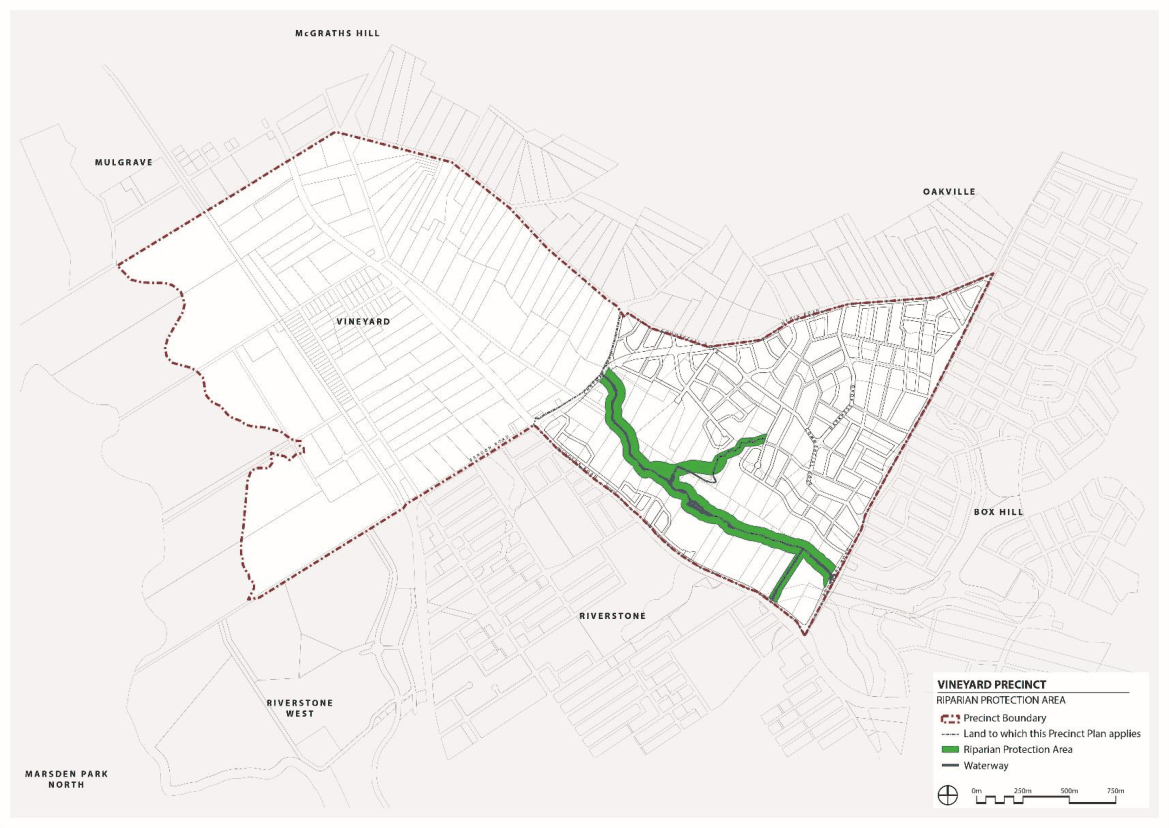 McGRATHS HILL
MULGRAVE
OAKVILLE
VINEYARD
BOX HILL
RIVERSTONE
RIVERSTONE
WEST
MARSDEN PARK
NORTH
VINEYARD PRECINCT
RIPARIAN PROTECTION AREA
Precinct Boundary
Land to which this Precinct Plan applies
Riparian Protection Area
Waterway
0m 250m 500m 750m